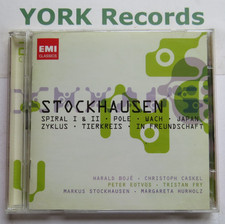 YORK Records
EMI
CLASSICS
STOCKHAUSEN
SPIRAL I & II · POLE · WACH · JAPAN
ZYKLUS · TIERKREIS · IN FREUNDSCHAFT
HARALD BOJÉ · CHRISTOPH CASKEL
PETER EÖTVÖS · TRISTAN FRY
MARKUS STOCKHAUSEN · MARGARETA HÜRHOLZ